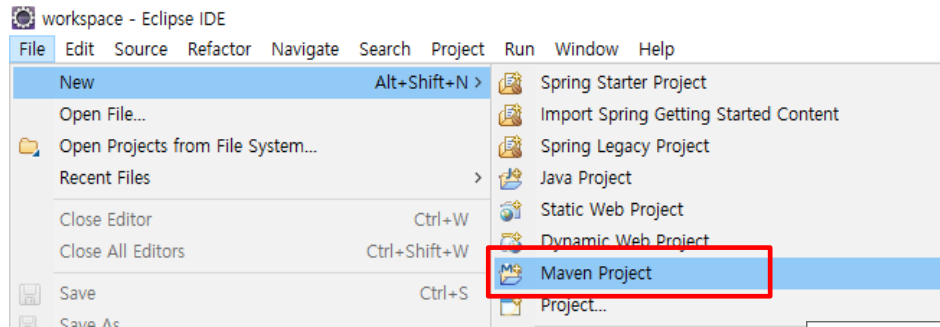 workspace - Eclipse IDE
File Edit Source Refactor Navigate Search Project Run Window Help
New Alt+Shift+N >
Open File...
Open Projects from File System...
Recent Files >
Close Editor Ctrl+W
Close All Editors Ctrl+Shift+W
Save Ctrl+S
Save As
Spring Starter Project
Import Spring Getting Started Content
Spring Legacy Project
Java Project
Static Web Project
Dynamic Web Project
Maven Project
Project...